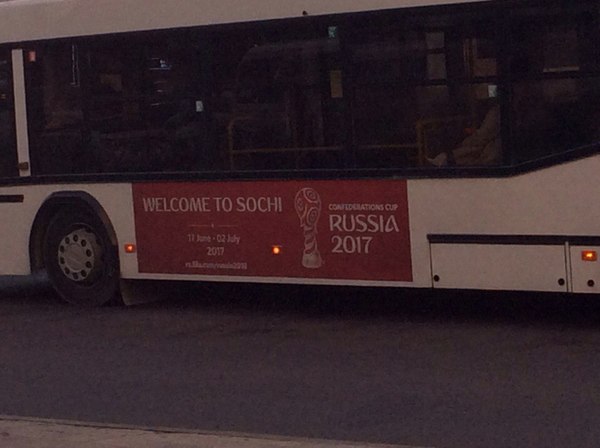 WELCOME TO SOCHI
17 June - 02 July
2017
CONFEDERATIONS CUP
RUSSIA
2017